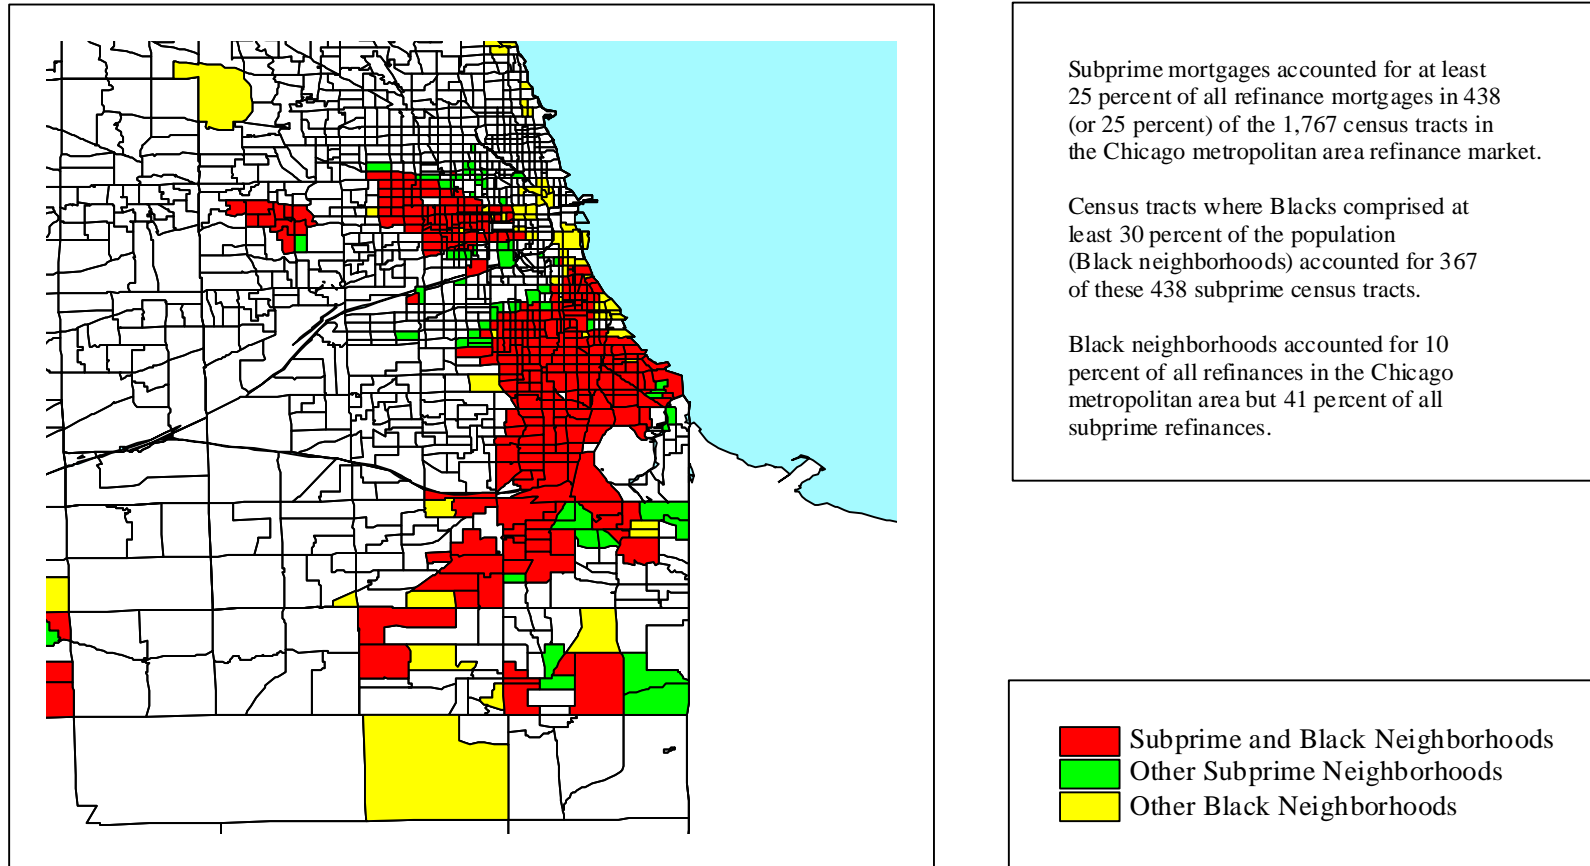 Subprime mortgages accounted for at least
25 percent of all refinance mortgages in 438
(or 25 percent) of the 1,767 census tracts in
the Chicago metropolitan area refinance market.
Census tracts where Blacks comprised at
least 30 percent of the population
(Black neighborhoods) accounted for 367
of these 438 subprime census tracts.
Black neighborhoods accounted for 10
percent of all refinances in the Chicago
metropolitan area but 41 percent of all
subprime refinances.
Subprime and Black Neighborhoods
Other Subprime Neighborhoods
Other Black Neighborhoods